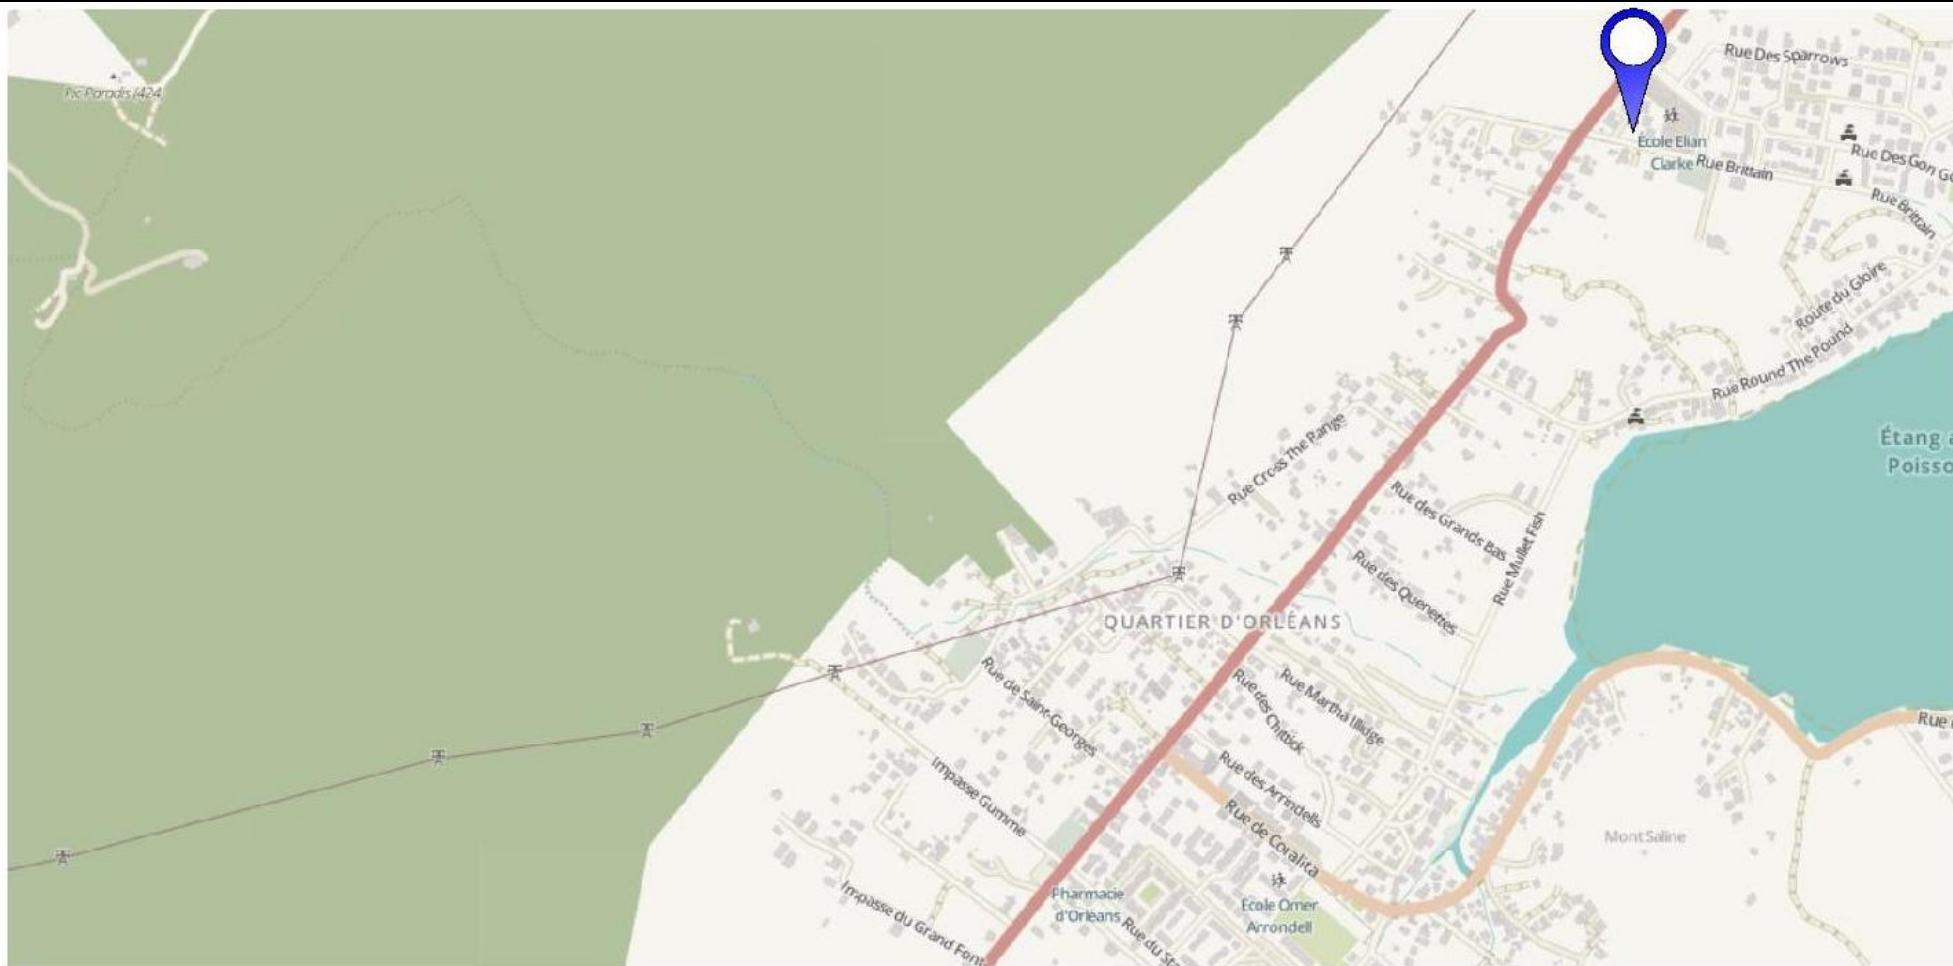 Rue Des Sparrows
Pic Paradis (424
École Elian
Clarke
Rue Brittain
Rue Des Gon
Rue Brittain
Route du Gloire
Rue Round The Pound
Étang
Rue Cross The Range
Rue des Grands Bas
Rue Mullet Fish
Rue des Quenettes
QUARTIER D'ORLÉANS
Rue de Saint-Georges
Rue des Chittick
Rue Martha Illidge
Rue
Impasse Gumme
Rue des Arrindells
Rue de Coralita
Mont Saline
Impasse du Grand Font
Pharmacie
d'Orléans
Rue du
École Omer
Arrondell